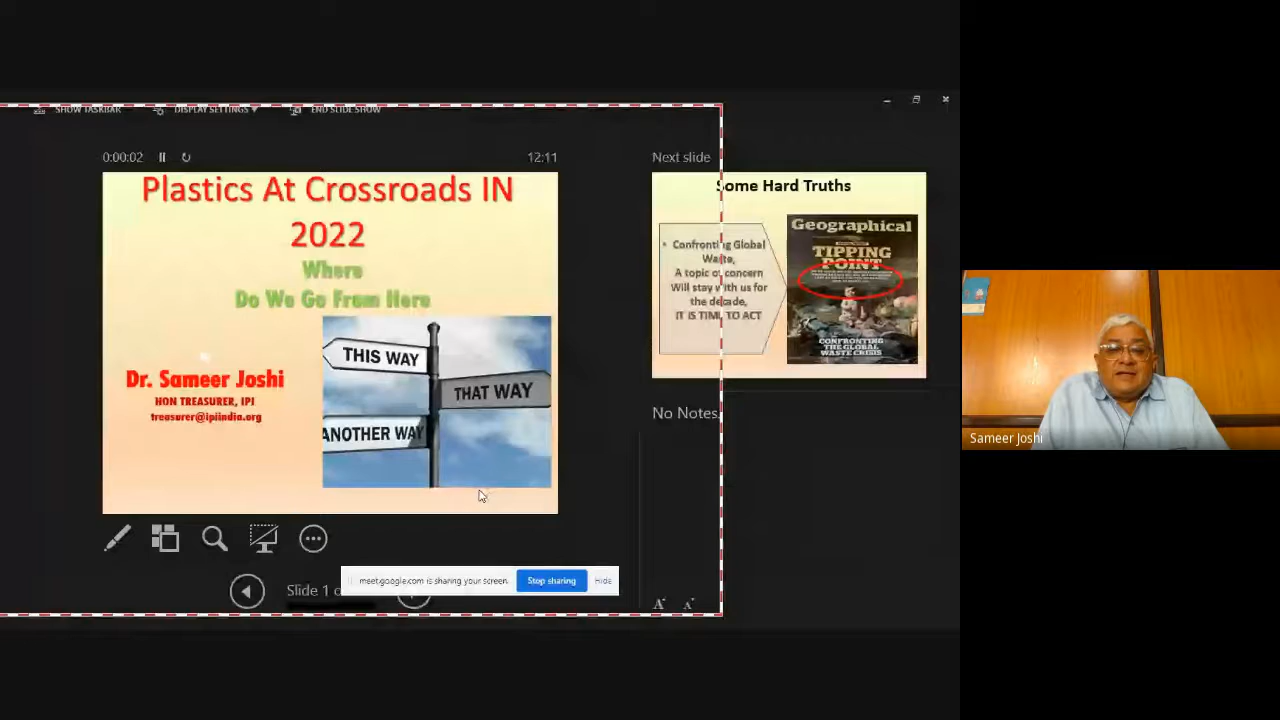 SHOW TASKBAR
DISPLAY SETTINGS
END SLIDE SHOW
0:00:02
12:11
Plastics At Crossroads IN
2022
Where
Do We Go From Here
THIS WAY
THAT WAY
ANOTHER WAY
Dr. Sameer Joshi
HON TREASURER, IPI
treasurer@ipiindia.org
Slide 1 o
meet.google.com is sharing your screen.
Stop sharing
Hide
Next slide
Some Hard Truths
• Confronting Global
Waste,
A topic of concern
Will stay with us for
the decade,
IT IS TIME TO ACT
Geographical
TIPPING
POINT
CONFRONTING
THE GLOBAL
WASTE CRISIS
No Notes.
A A
Sameer Joshi